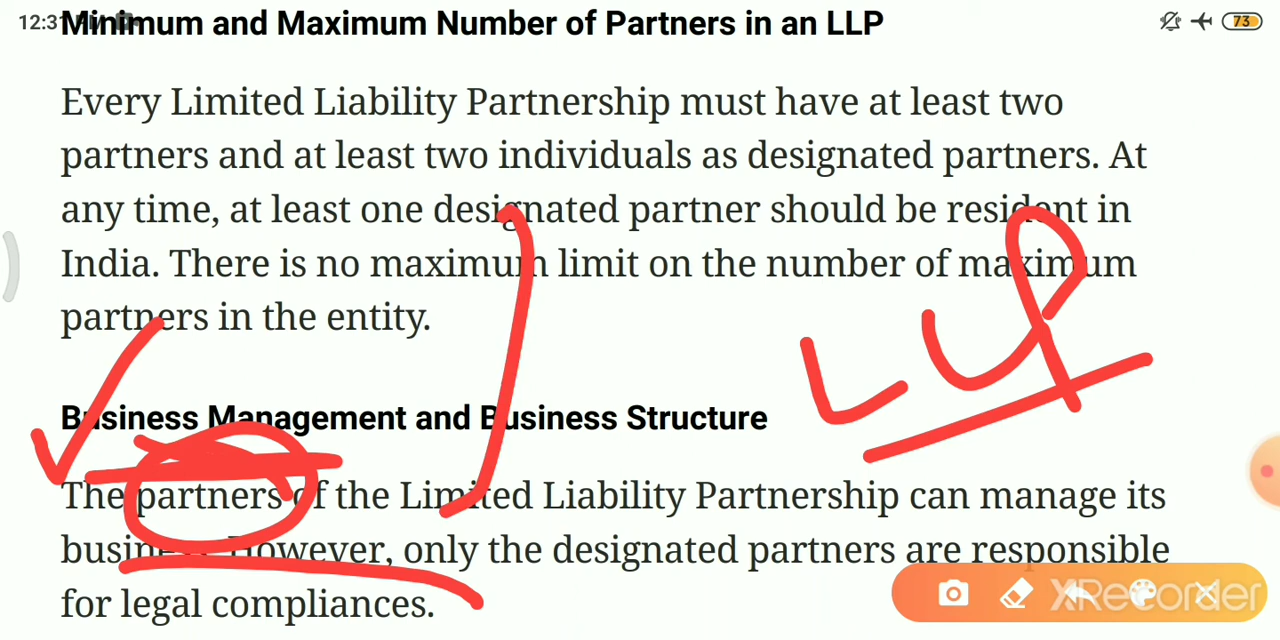 12:31
Minimum and Maximum Number of Partners in an LLP
73
Every Limited Liability Partnership must have at least two
partners and at least two individuals as designated partners. At
any time, at least one designated partner should be resident in
India. There is no maximum limit on the number of maximum
partners in the entity.
LLP
Business Management and Business Structure
The partners of the Limited Liability Partnership can manage its
business. However, only the designated partners are responsible
for legal compliances.
XRecorder